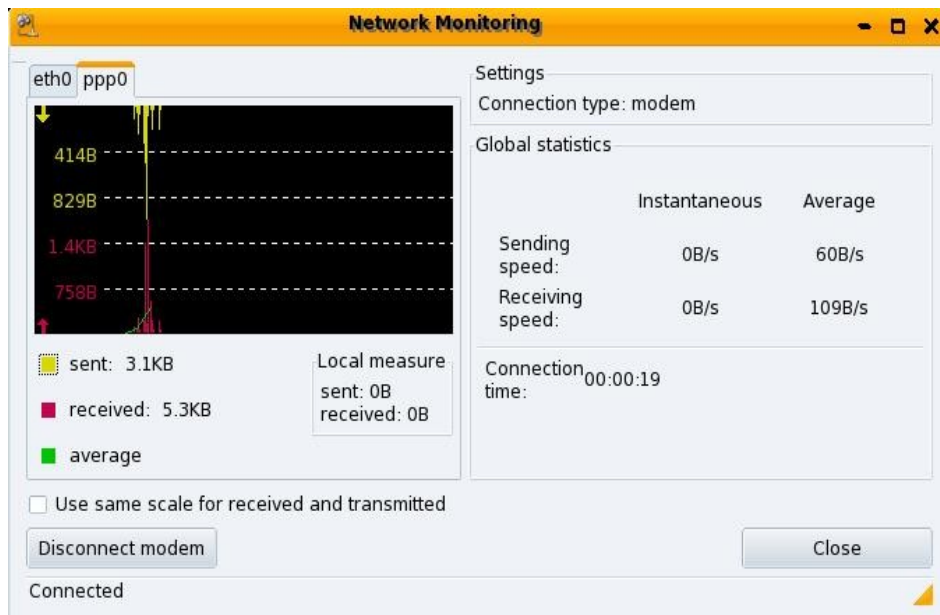 Network Monitoring
eth0 ppp0
414B
829B
1.4KB
758B
sent: 3.1KB
received: 5.3KB
average
Local measure
sent: 0B
received: 0B
Settings
Connection type: modem
Global statistics
Instantaneous Average
Sending
speed: 0B/s 60B/s
Receiving
speed: 0B/s 109B/s
Connection
time: 00:00:19
Use same scale for received and transmitted
Disconnect modem
Close
Connected